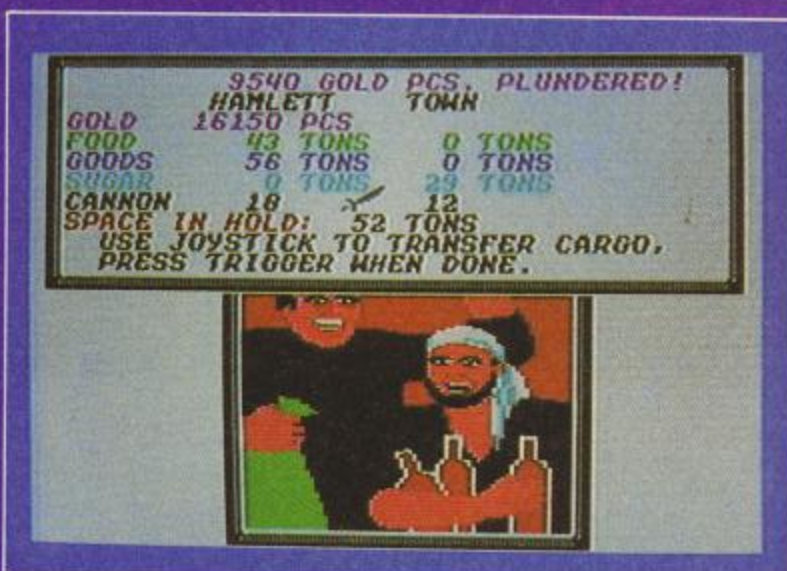 9540 GOLD PCS. PLUNDERED!
HAMLETT TOWN
GOLD 16150 PCS
FOOD 43 TONS 0 TONS
GOODS 56 TONS 0 TONS
SUGAR 0 TONS 29 TONS
CANNON 18 12
SPACE IN HOLD: 52 TONS
USE JOYSTICK TO TRANSFER CARGO,
PRESS TRIGGER WHEN DONE.